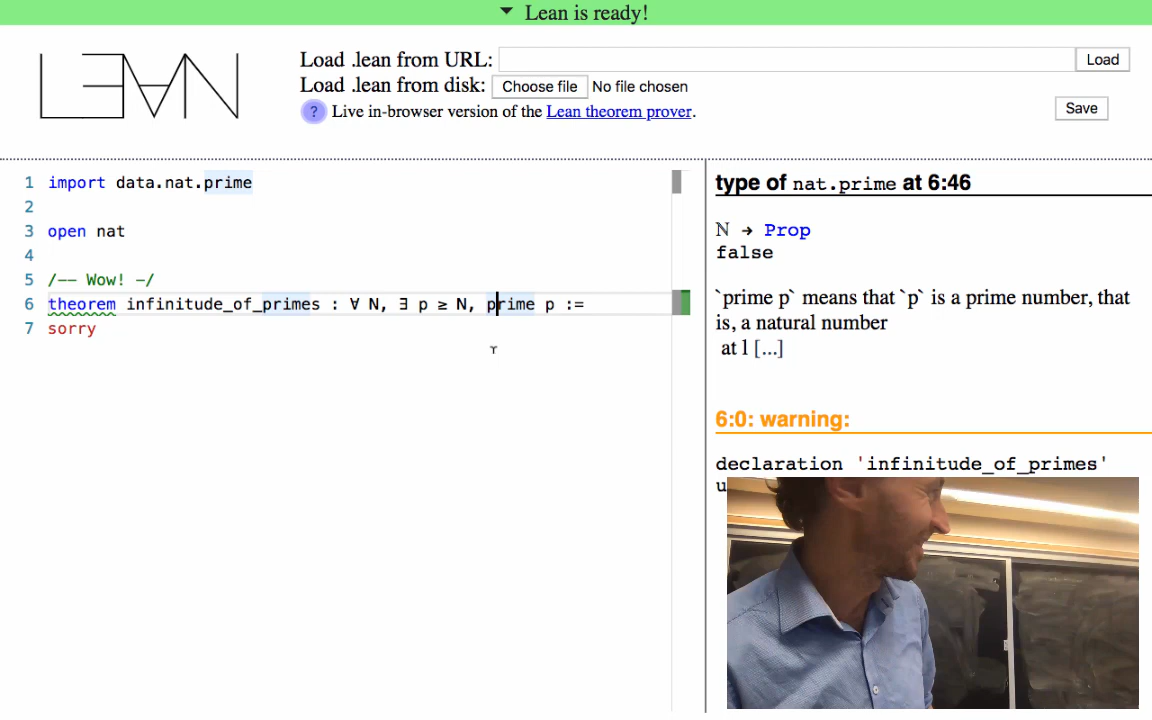 Lean is ready!
LEAN
Load .lean from URL:
Load
Load .lean from disk: Choose file No file chosen
? Live in-browser version of the Lean theorem prover.
Save
1 import data.nat.prime
2
3 open nat
4
5 /-- Wow! -/
6 theorem infinitude_of_primes : ∀ N, ∃ p ≥ N, prime p :=
7 sorry
type of nat.prime at 6:46
ℕ → Prop
false
`prime p` means that `p` is a prime number, that
is, a natural number
at l [...]
6:0: warning:
declaration 'infinitude_of_primes'